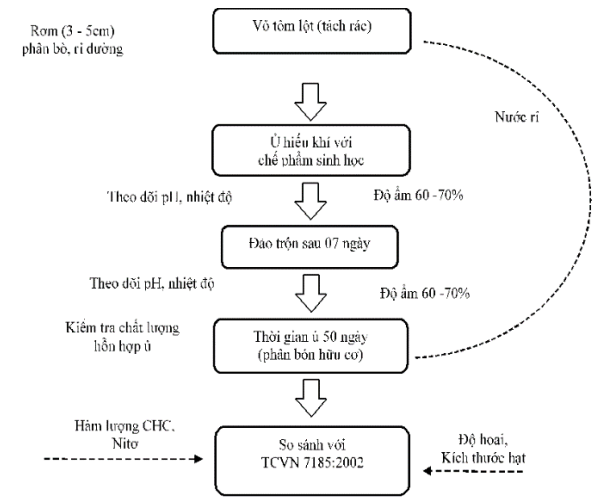 Rơm (3 - 5cm)
phân bò, rỉ đường
Vỏ tôm lột (tách rác)
Nước rỉ
Ủ hiếu khí với
chế phẩm sinh học
Theo dõi pH, nhiệt độ
Độ ẩm 60 -70%
Đảo trộn sau 07 ngày
Theo dõi pH, nhiệt độ
Độ ẩm 60 -70%
Kiểm tra chất lượng
hỗn hợp ủ
Thời gian ủ 50 ngày
(phân bón hữu cơ)
Hàm lượng CHC,
Nitơ
So sánh với
TCVN 7185:2002
Độ hoai,
Kích thước hạt